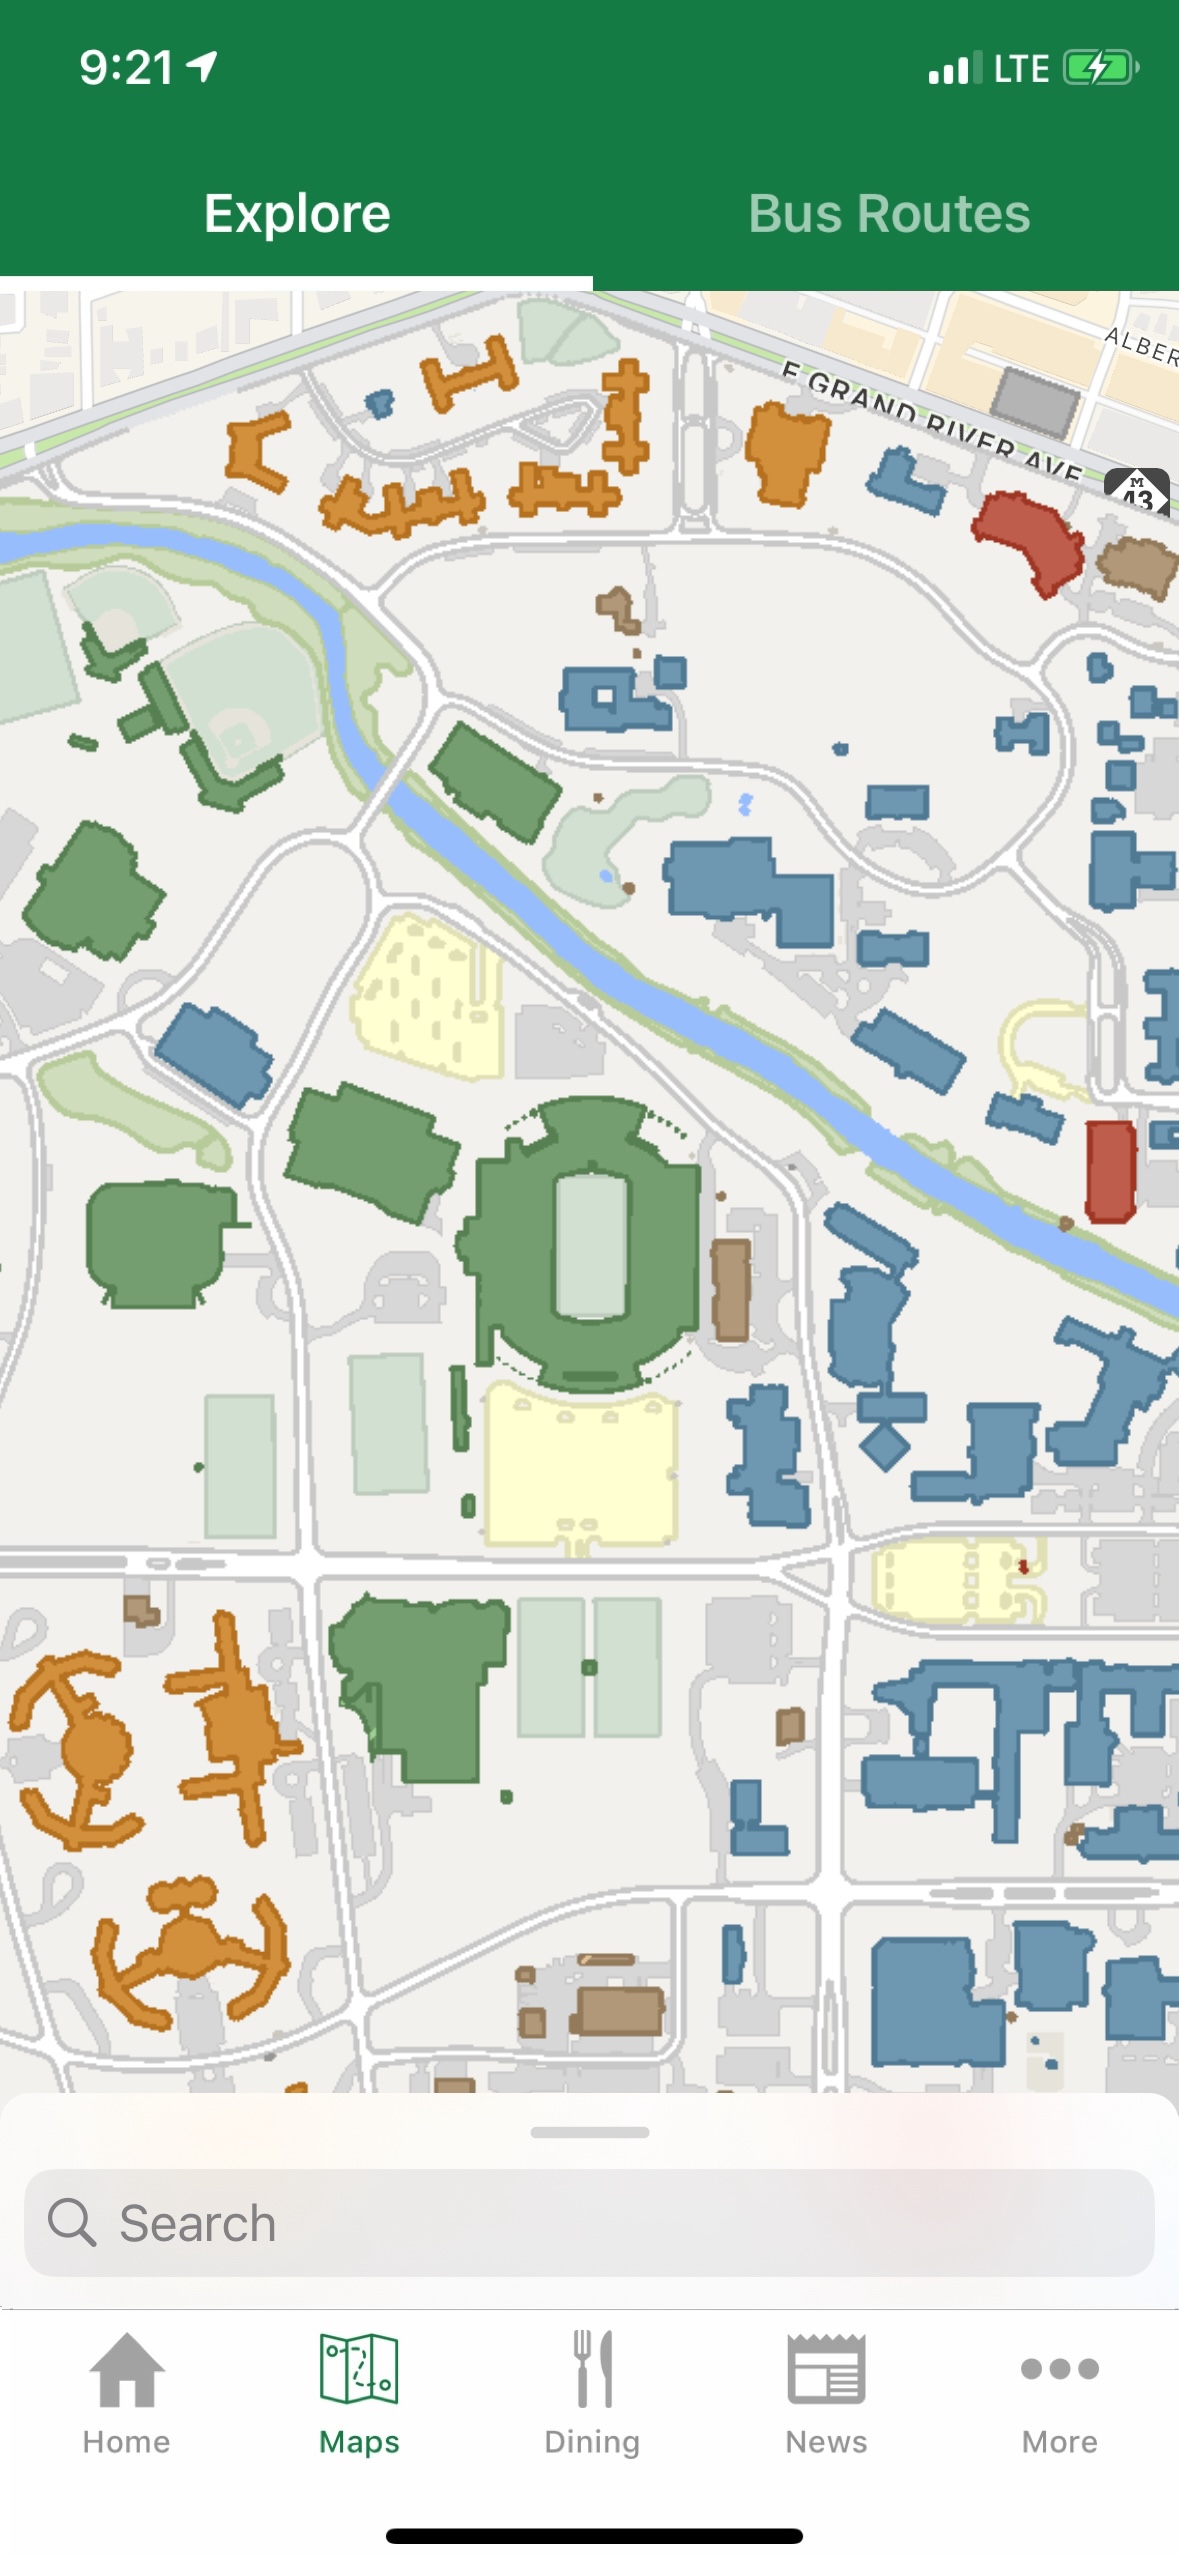 9:21
LTE
Explore
Bus Routes
ALBER
E GRAND RIVER AVE
M
43
Search
Home
Maps
Dining
News
More